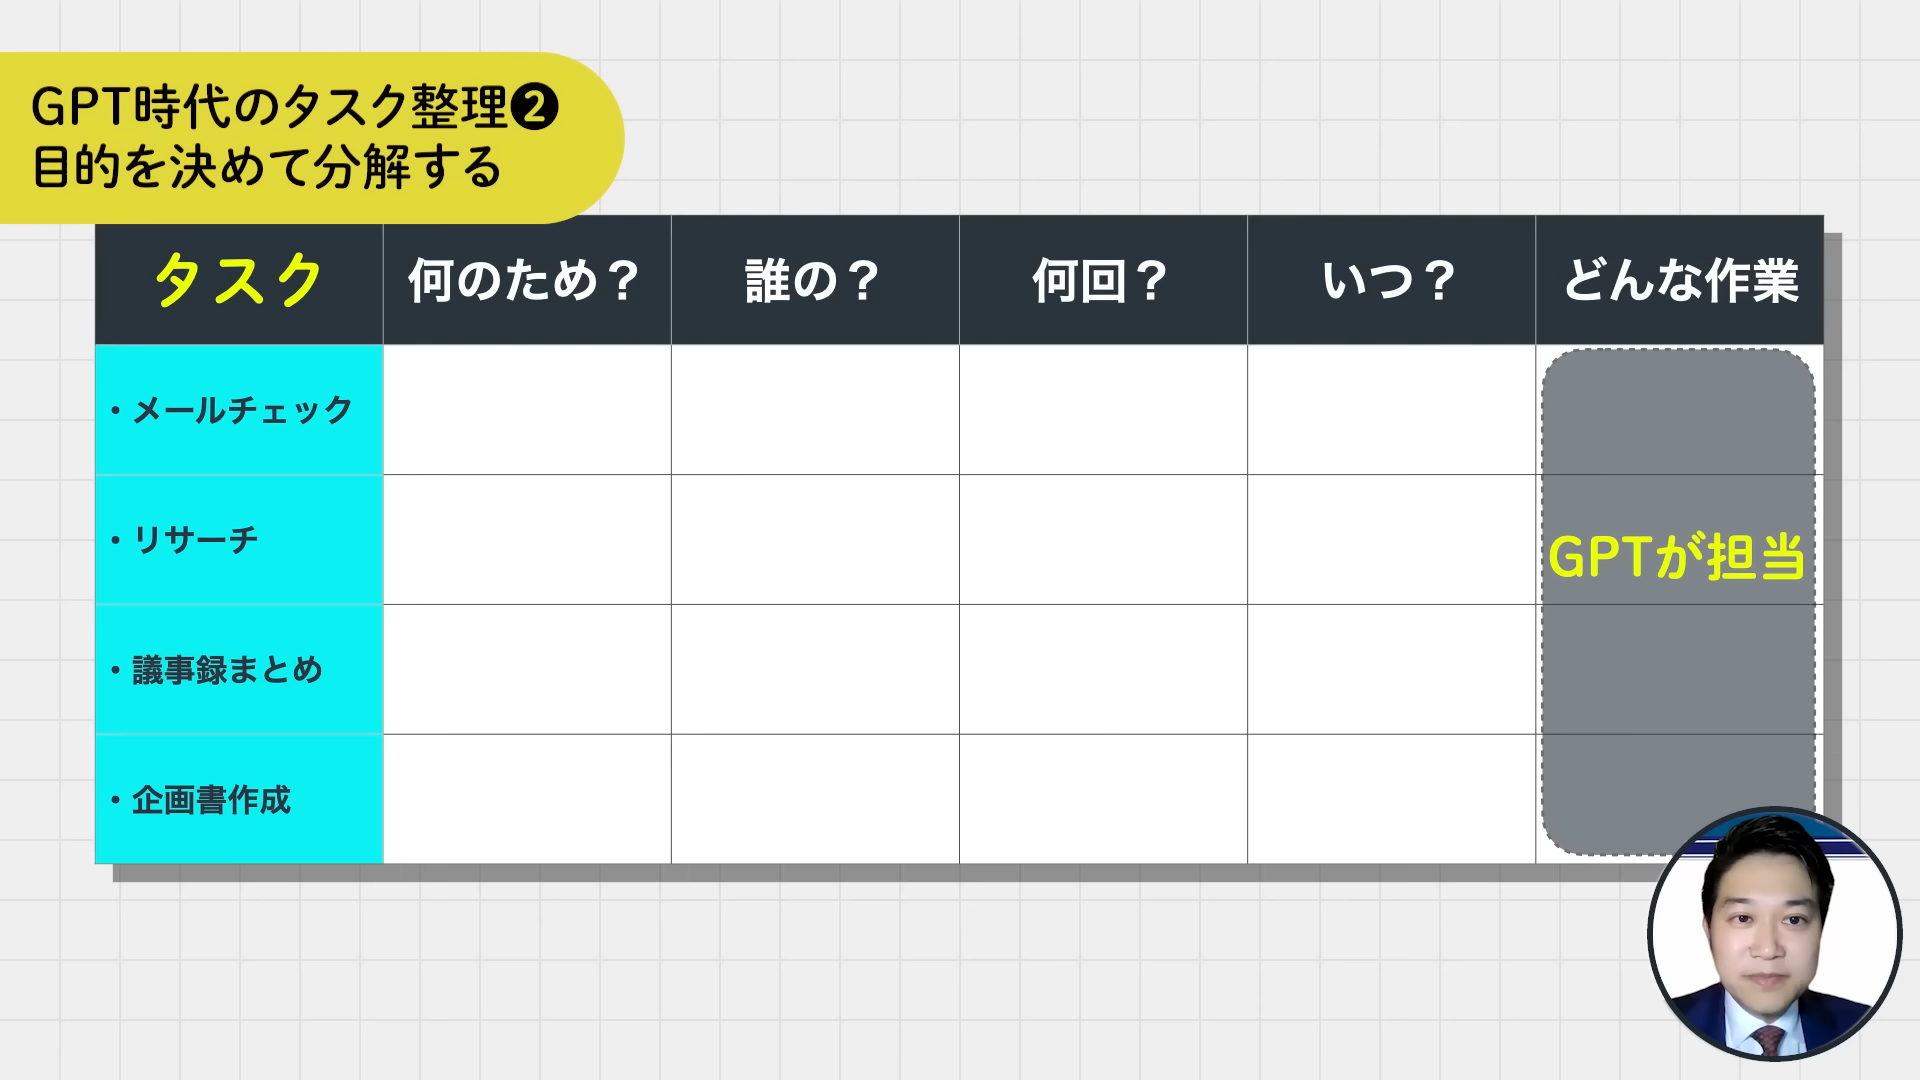 GPT時代のタスク整理❷
目的を決めて分解する
タスク
何のため？
誰の？
何回？
いつ？
どんな作業
・メールチェック
・リサーチ
GPTが担当
・議事録まとめ
・企画書作成